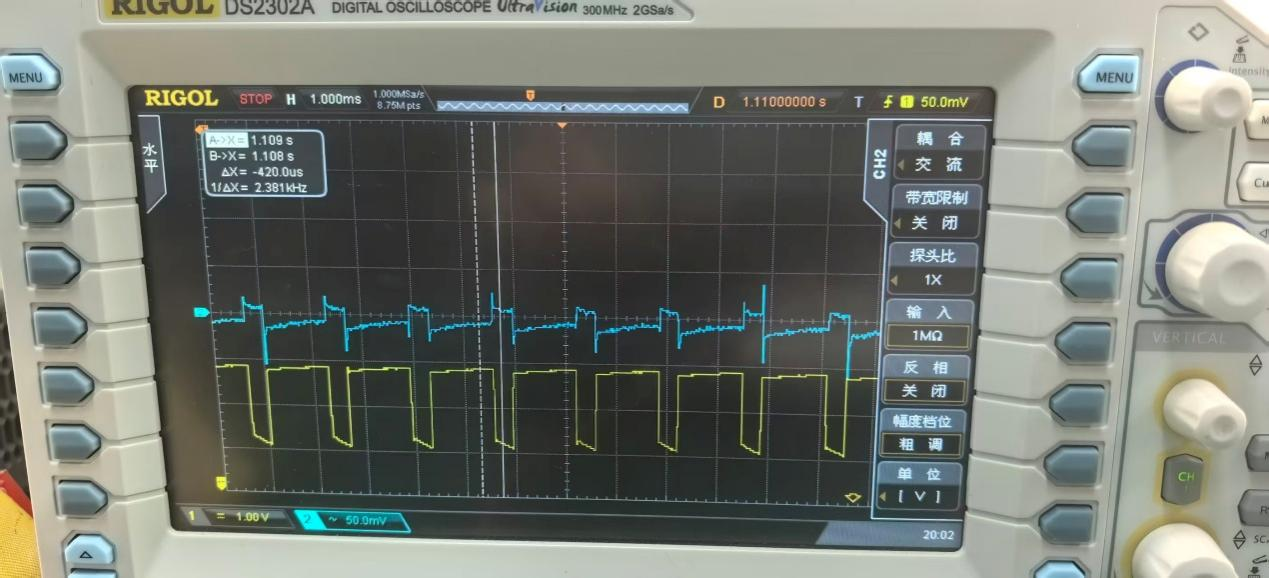 RIGOL DS2302A DIGITAL OSCILLOSCOPE UltraVision 300MHz 2GSa/s
MENU
MENU
RIGOL STOP H 1.000ms 1.000MSa/s 8.75M pts D 1.11000000 s T 1 50.0mV
水平
A->X= 1.109 s
B->X= 1.108 s
ΔX= -420.0us
1/ΔX= 2.381kHz
CH2
耦合
交流
带宽限制
关闭
探头比
1X
输入
1MΩ
反相
关闭
幅度档位
粗调
单位
[ V ]
1 = 1.00V 2 ~ 50.0mV
20:02
Intensity
Cu
VERTICAL
CH